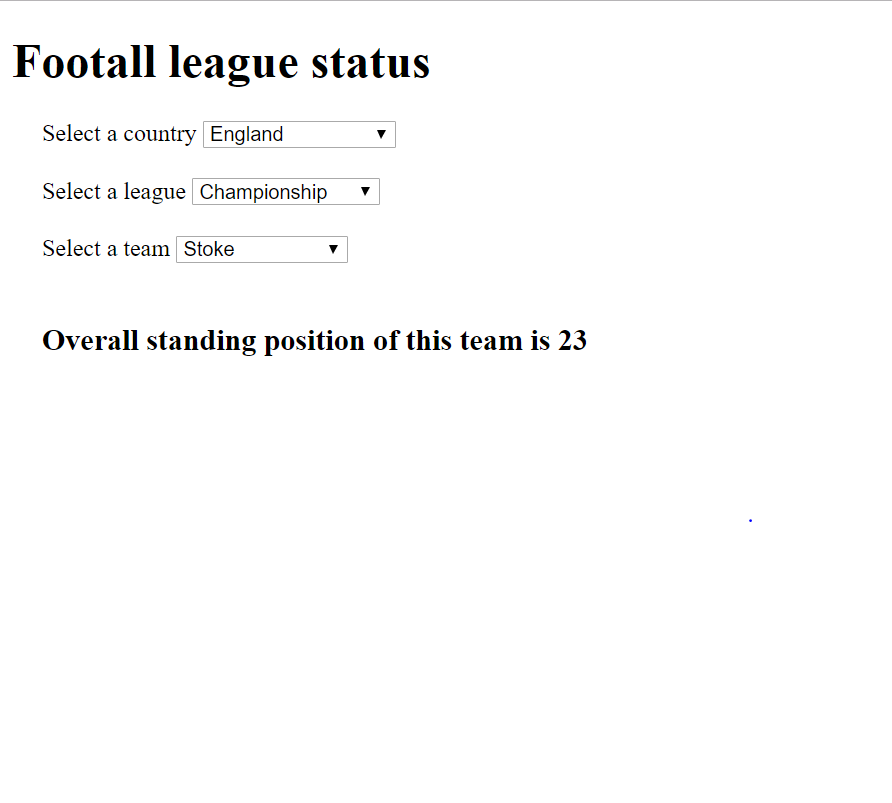 Footall league status
Select a country England
Select a league Championship
Select a team Stoke
Overall standing position of this team is 23